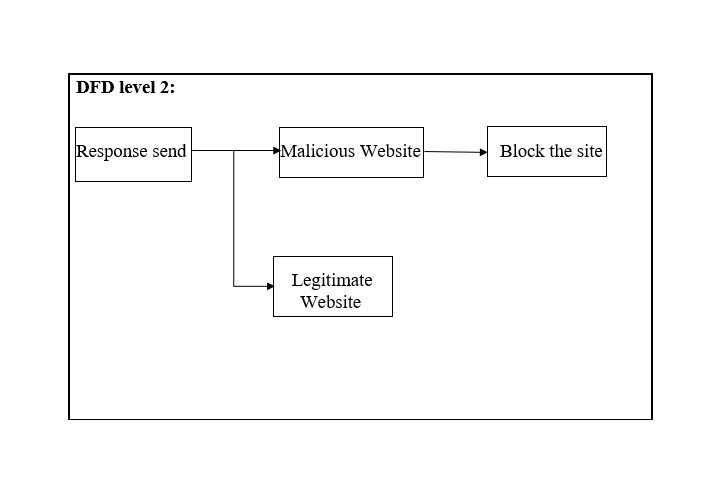 DFD level 2:
Response send
Malicious Website
Block the site
Legitimate
Website